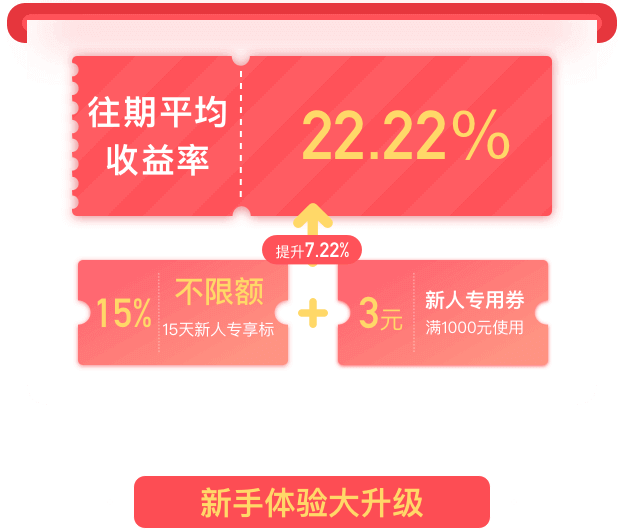 往期平均
收益率
22.22%
提升7.22%
15%
不限额
15天新人专享标
+
3元
新人专用券
满1000元使用
新手体验大升级